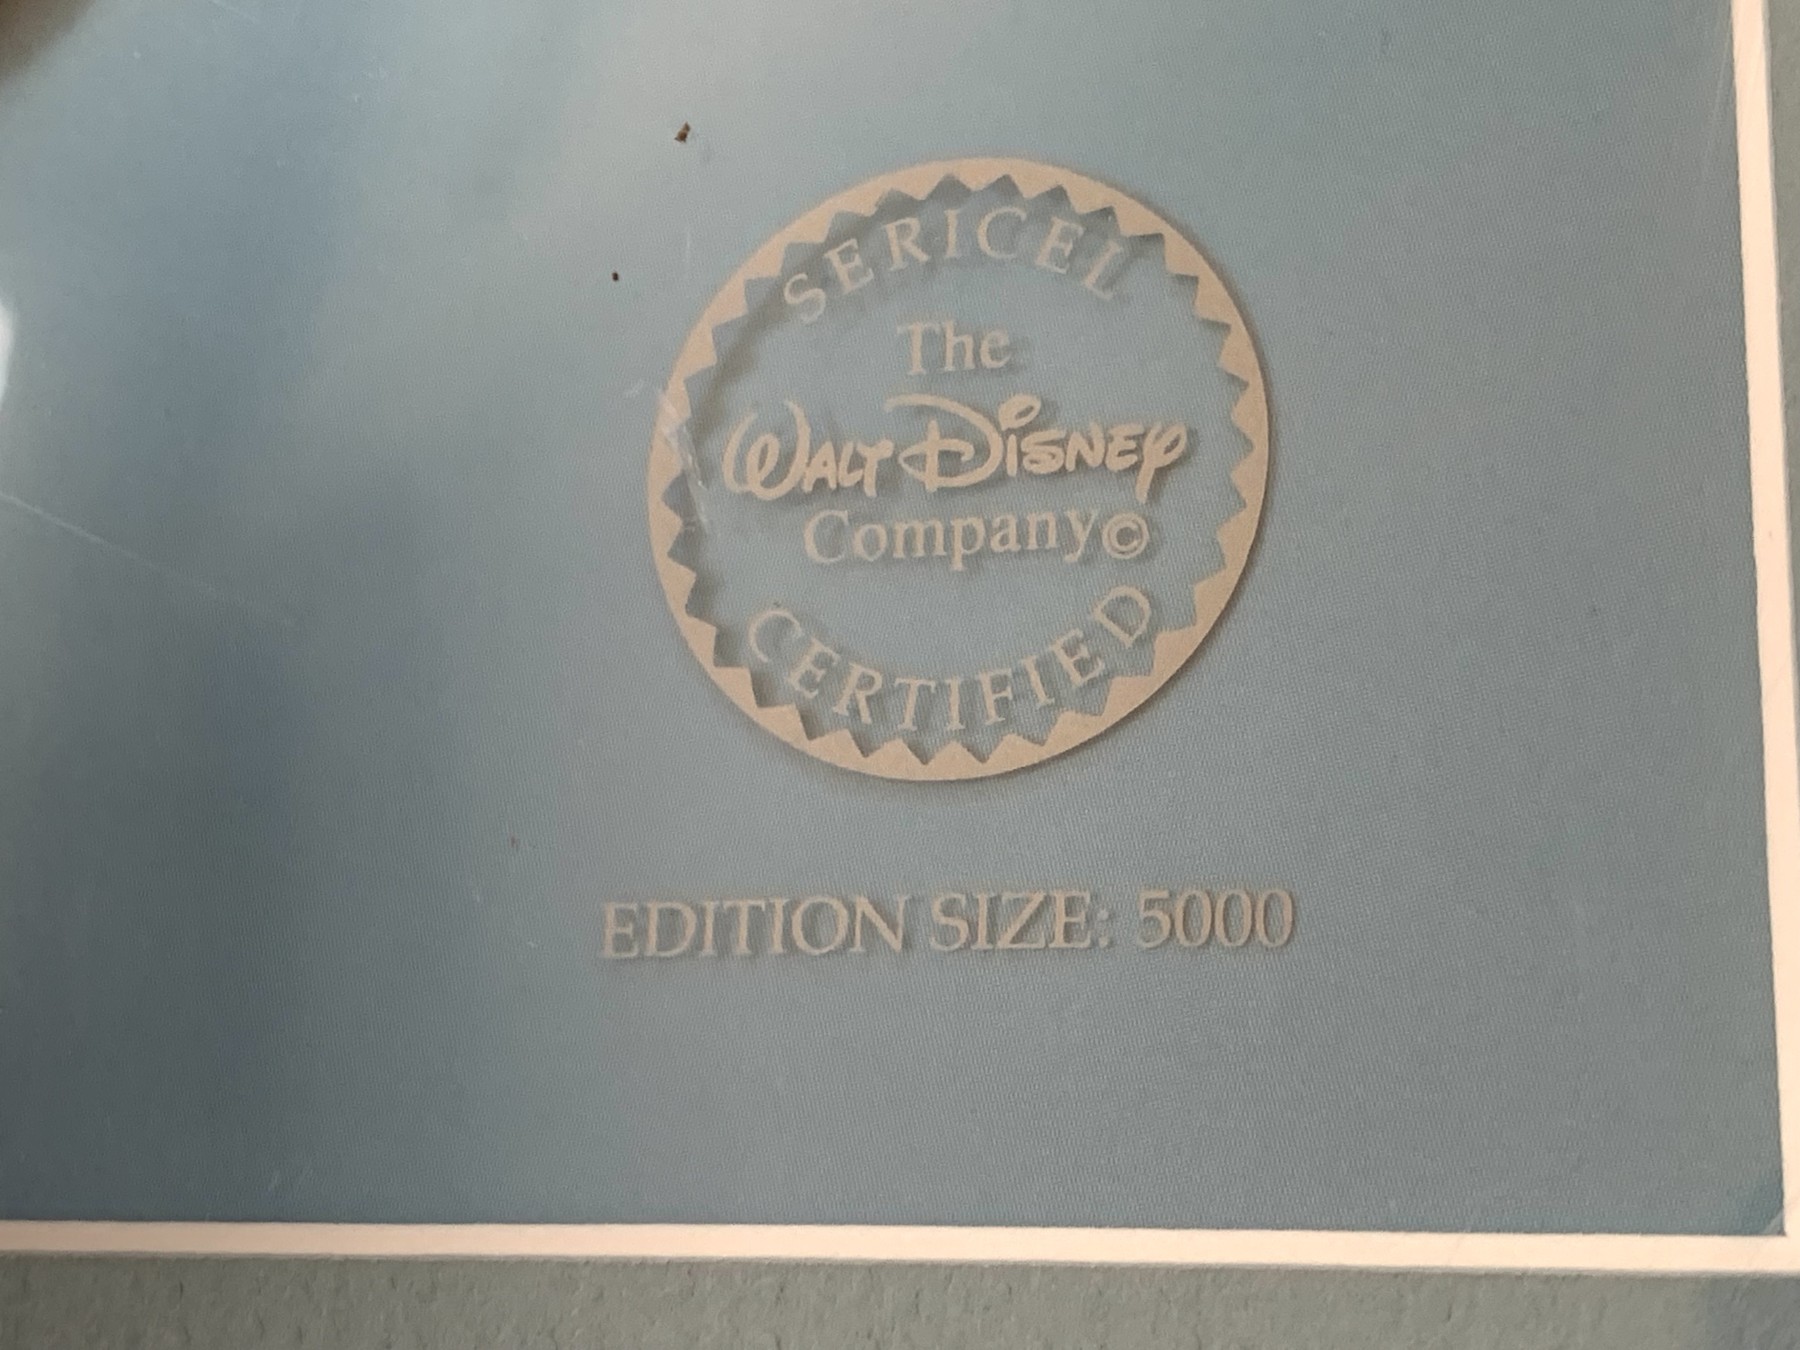 SERICEL
The
WALT DISNEY
Company©
CERTIFIED
EDITION SIZE: 5000